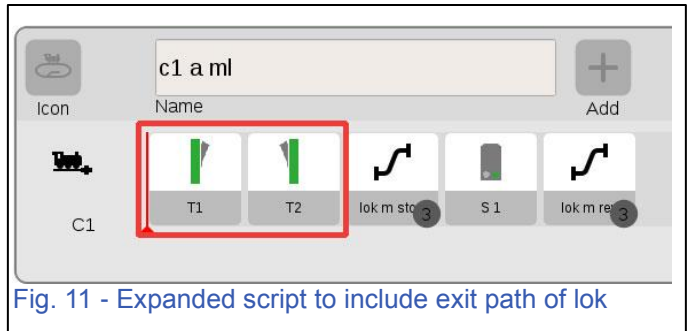 c1 a ml
Icon
Name
Add
C1
T1
T2
lok m sto
3
S 1
lok m re
3
Fig. 11 - Expanded script to include exit path of lok